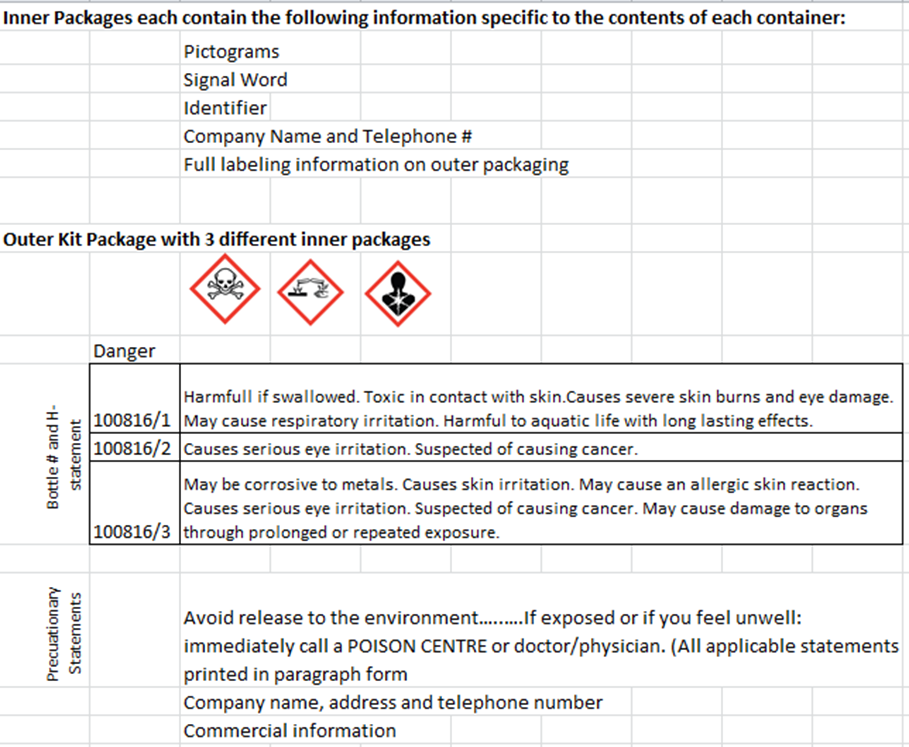 Inner Packages each contain the following information specific to the contents of each container:
Pictograms
Signal Word
Identifier
Company Name and Telephone #
Full labeling information on outer packaging
Outer Kit Package with 3 different inner packages
Danger
Bottle # and H-
statement
100816/1
Harmfull if swallowed. Toxic in contact with skin.Causes severe skin burns and eye damage.
May cause respiratory irritation. Harmful to aquatic life with long lasting effects.
100816/2
Causes serious eye irritation. Suspected of causing cancer.
100816/3
May be corrosive to metals. Causes skin irritation. May cause an allergic skin reaction.
Causes serious eye irritation. Suspected of causing cancer. May cause damage to organs
through prolonged or repeated exposure.
Precuationary
Statements
Avoid release to the environment.........If exposed or if you feel unwell:
immediately call a POISON CENTRE or doctor/physician. (All applicable statements
printed in paragraph form
Company name, address and telephone number
Commercial information